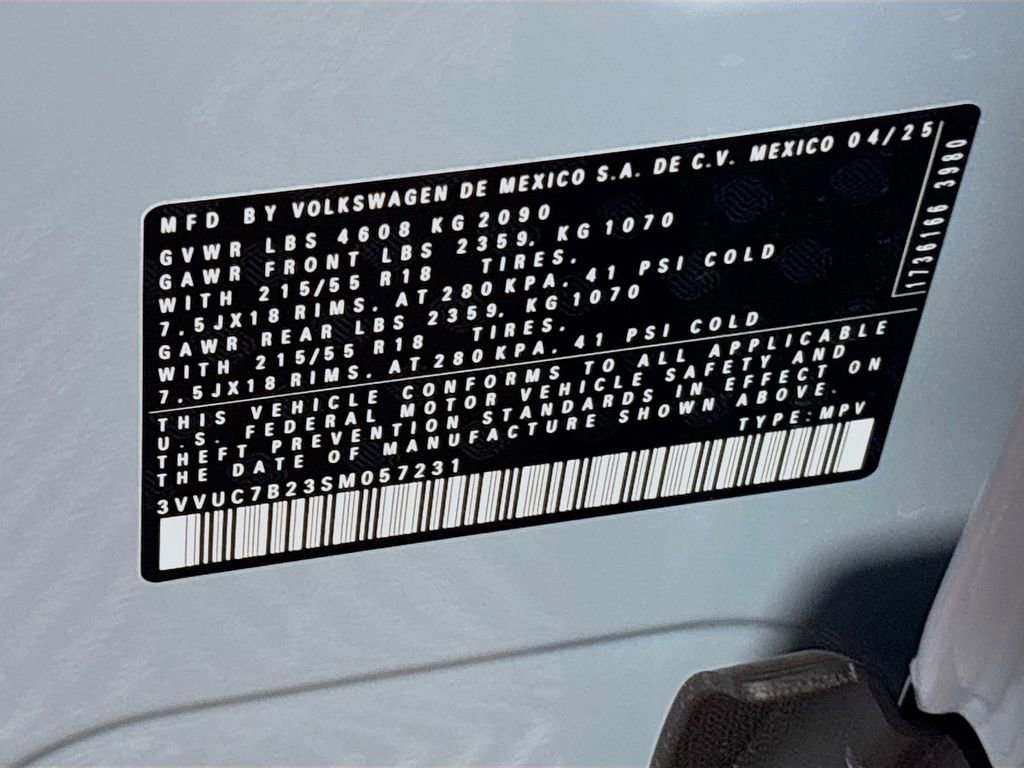 MFD BY VOLKSWAGEN DE MEXICO S.A. DE C.V. MEXICO 04/25
GVWR LBS 4608 KG 2090
GAWR FRONT LBS 2359. KG 1070
WITH 215/55 R18 TIRES.
7.5JX18 RIMS. AT 280 KPA. 41 PSI COLD
GAWR REAR LBS 2359. KG 1070
WITH 215/55 R18 TIRES.
7.5JX18 RIMS. AT 280 KPA. 41 PSI COLD
1736166 3980
THIS VEHICLE CONFORMS TO ALL APPLICABLE
U.S. FEDERAL MOTOR VEHICLE SAFETY AND
THEFT PREVENTION STANDARDS IN EFFECT ON
THE DATE OF MANUFACTURE SHOWN ABOVE.
3VVUC7B23SM057231 TYPE:MPV